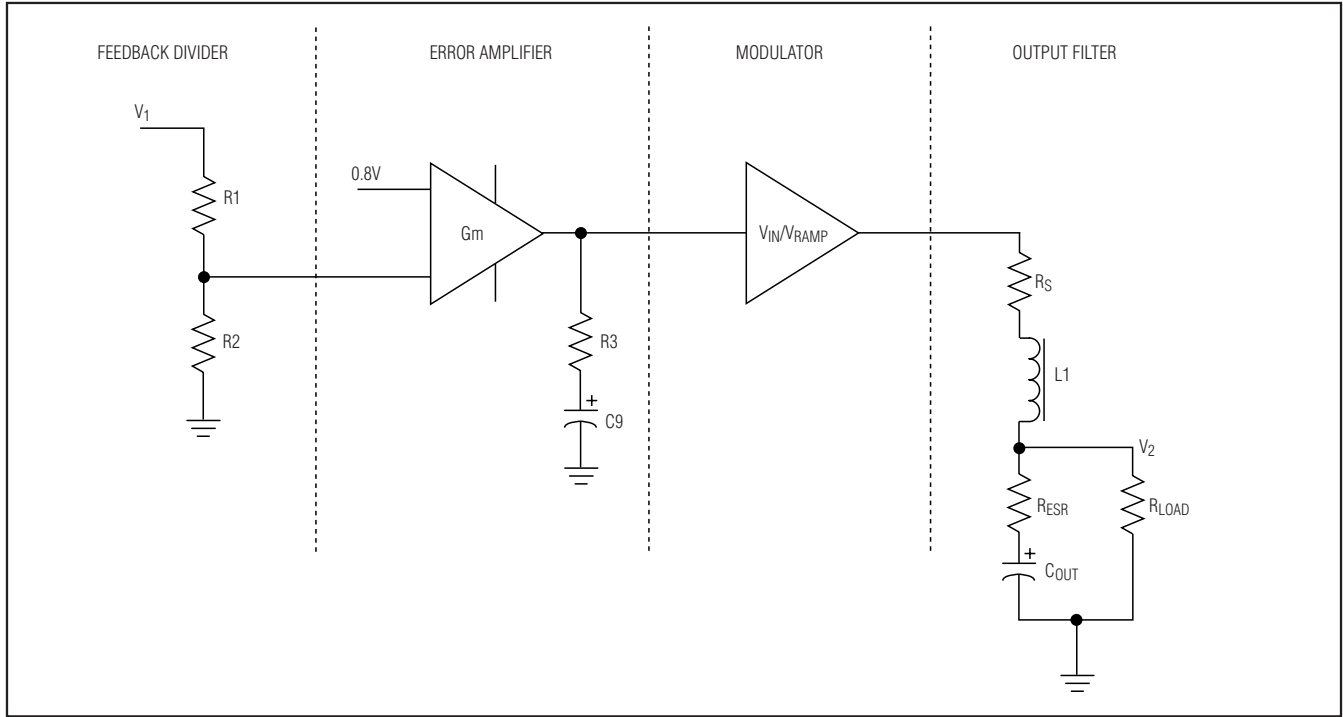 FEEDBACK DIVIDER
ERROR AMPLIFIER
MODULATOR
OUTPUT FILTER
V1
R1
R2
0.8V
Gm
R3
+
C9
VIN/VRAMP
RS
L1
V2
RESR
RLOAD
+
COUT